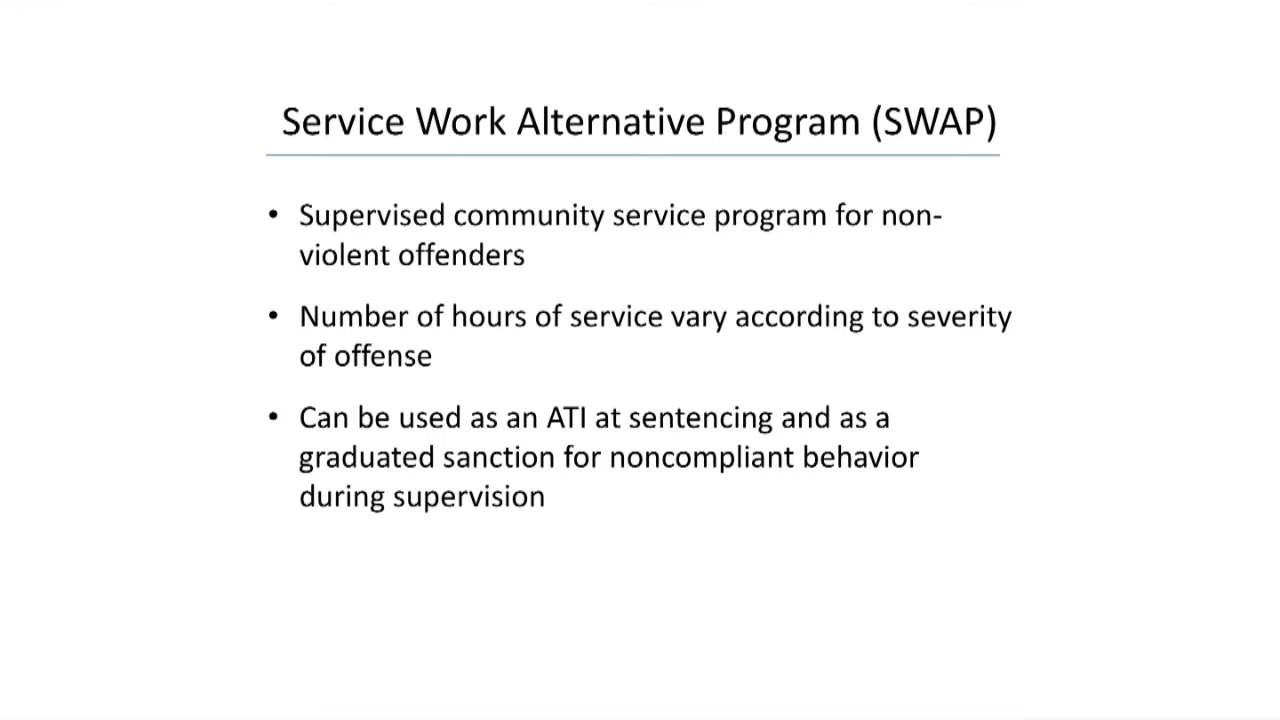 Service Work Alternative Program (SWAP)
• Supervised community service program for non-
violent offenders
• Number of hours of service vary according to severity
of offense
• Can be used as an ATI at sentencing and as a
graduated sanction for noncompliant behavior
during supervision